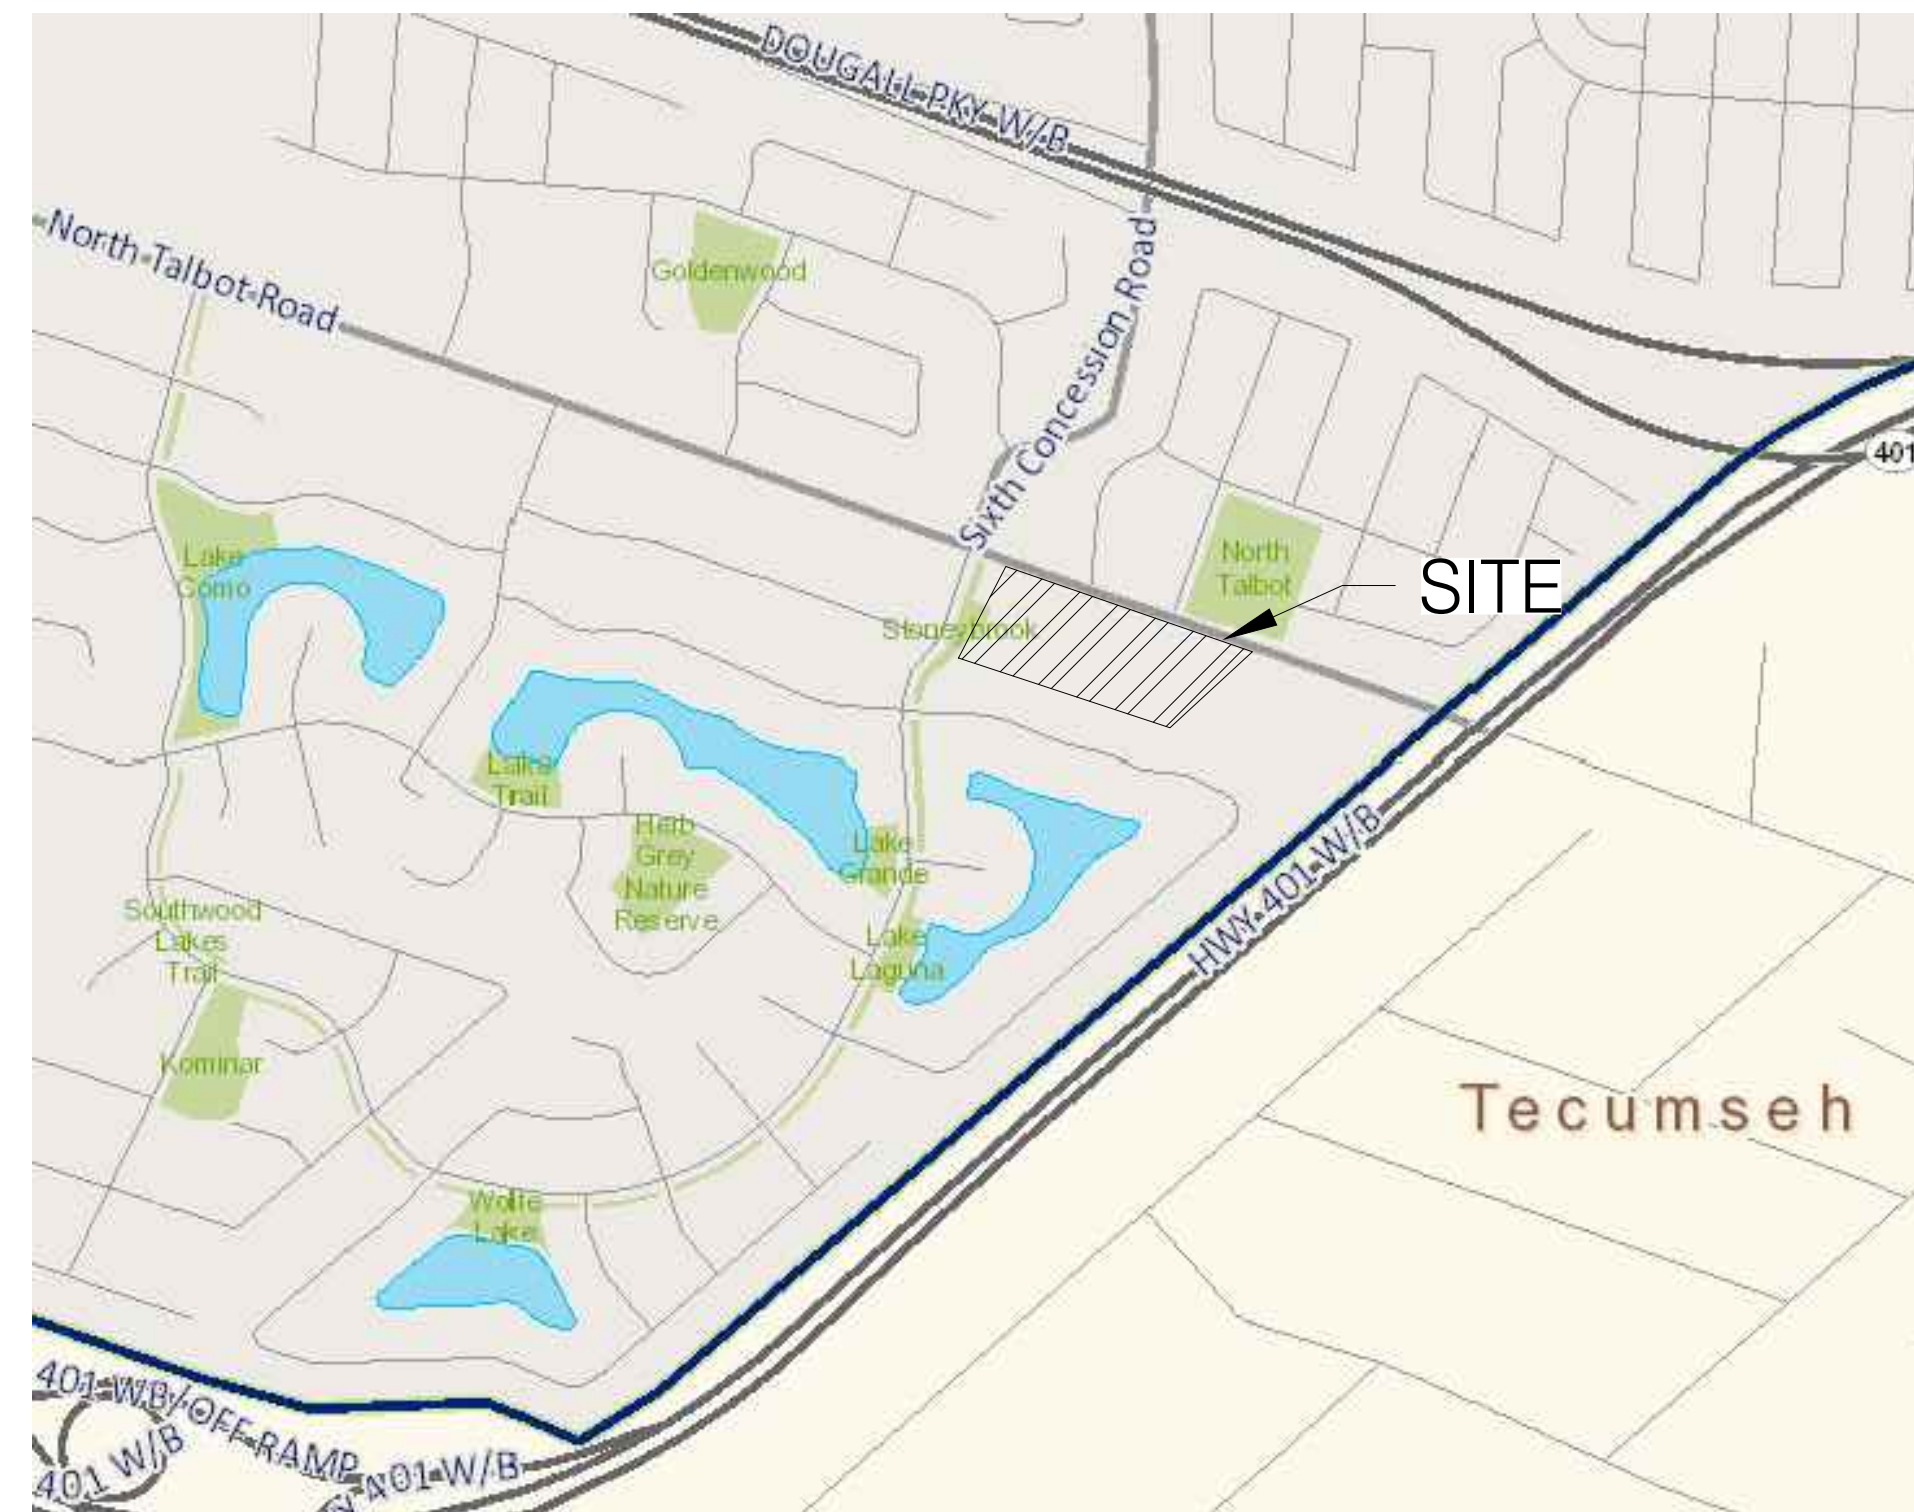 DOUGALL PKY W/B
North Talbot Road
Goldenwood
Sixth Concession Road
401
Lake
Como
North
Talbot
SITE
Stoneybrook
Lake
Trail
Herb
Grey
Nature
Reserve
Lake
Grande
HWY 401 W/B
Southwood
Lakes
Trail
Lake
Laguna
Kominar
Tecumseh
Wolfe
Lake
401 WB/OFF RAMP
401 W/B
401 W/B